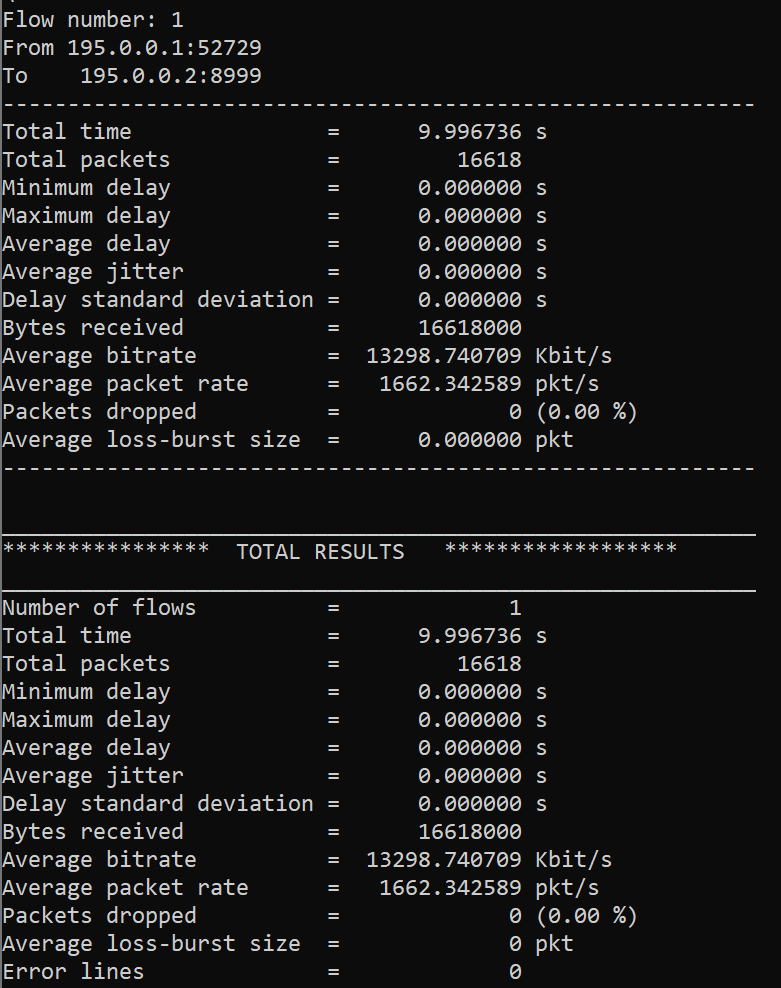 Flow number: 1
From 195.0.0.1:52729
To    195.0.0.2:8999
----------------------------------------------------------
Total time               =      9.996736 s
Total packets            =         16618
Minimum delay            =      0.000000 s
Maximum delay            =      0.000000 s
Average delay            =      0.000000 s
Average jitter           =      0.000000 s
Delay standard deviation =      0.000000 s
Bytes received           =      16618000
Average bitrate          =  13298.740709 Kbit/s
Average packet rate      =   1662.342589 pkt/s
Packets dropped          =             0 (0.00 %)
Average loss-burst size  =      0.000000 pkt
----------------------------------------------------------
__________________________________________________________
****************  TOTAL RESULTS   ******************
__________________________________________________________
Number of flows          =             1
Total time               =      9.996736 s
Total packets            =         16618
Minimum delay            =      0.000000 s
Maximum delay            =      0.000000 s
Average delay            =      0.000000 s
Average jitter           =      0.000000 s
Delay standard deviation =      0.000000 s
Bytes received           =      16618000
Average bitrate          =  13298.740709 Kbit/s
Average packet rate      =   1662.342589 pkt/s
Packets dropped          =             0 (0.00 %)
Average loss-burst size  =             0 pkt
Error lines              =             0